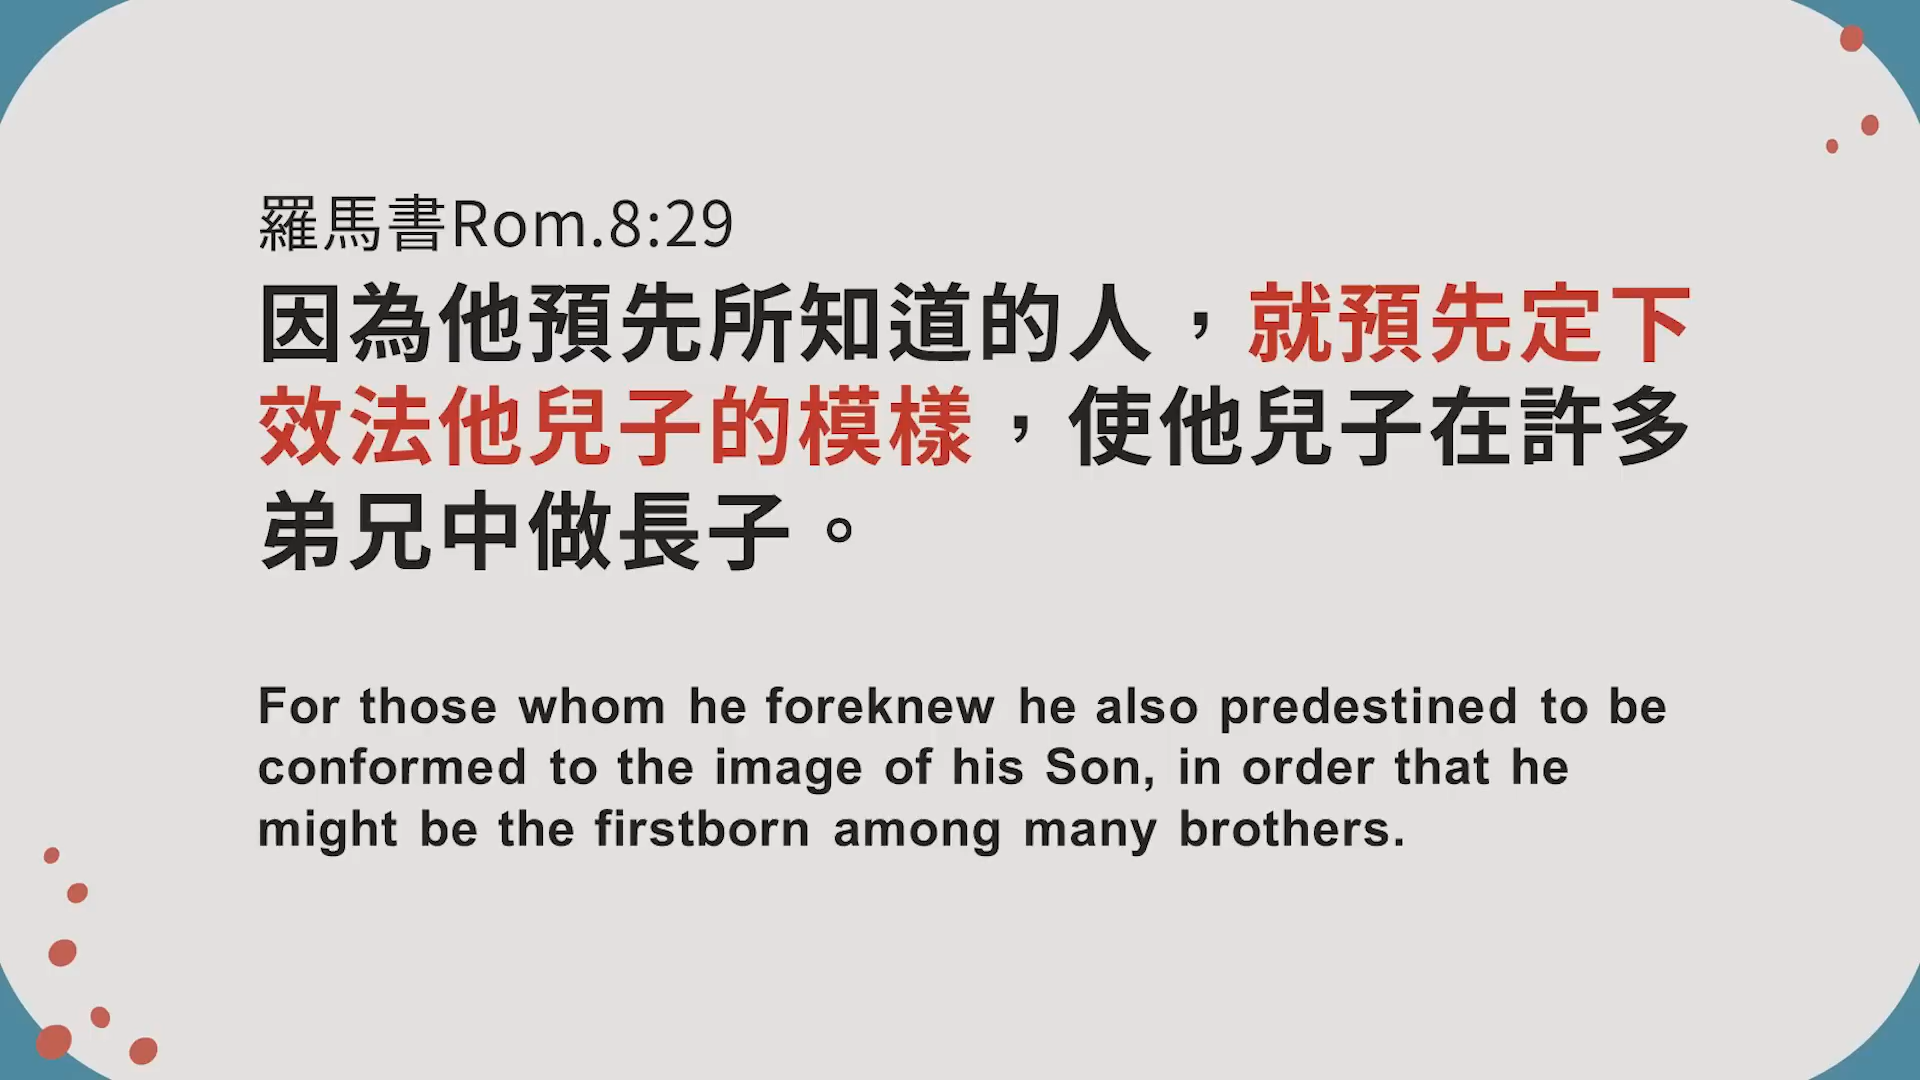 羅馬書Rom.8:29
因為他預先所知道的人，就預先定下
效法他兒子的模樣，使他兒子在許多
弟兄中做長子。
For those whom he foreknew he also predestined to be
conformed to the image of his Son, in order that he
might be the firstborn among many brothers.